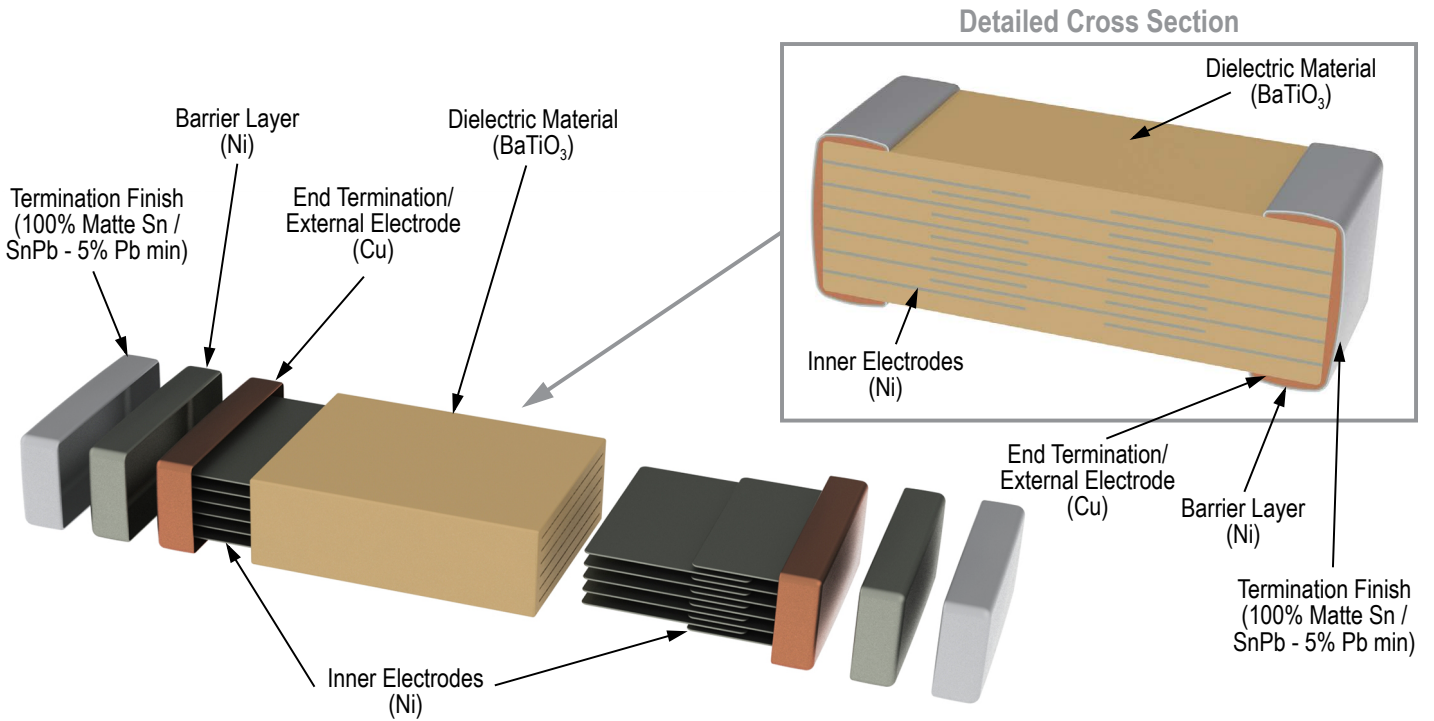 Detailed Cross Section
Dielectric Material
(BaTiO₃)
Barrier Layer
(Ni)
Dielectric Material
(BaTiO₃)
Termination Finish
(100% Matte Sn /
SnPb - 5% Pb min)
End Termination/
External Electrode
(Cu)
Inner Electrodes
(Ni)
End Termination/
External Electrode
(Cu)
Barrier Layer
(Ni)
Termination Finish
(100% Matte Sn /
SnPb - 5% Pb min)
Inner Electrodes
(Ni)